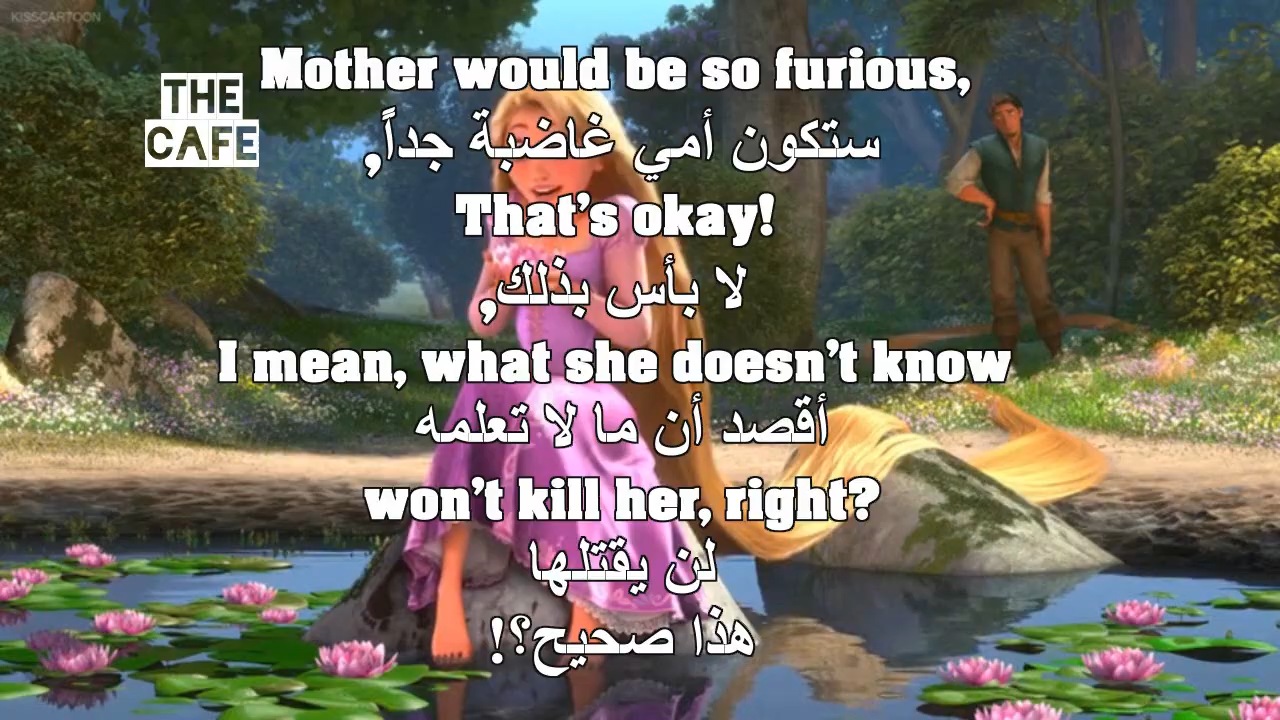 KISSCARTOON
THE
CAFE
Mother would be so furious,
ستكون أمي غاضبة جداً,
That's okay!
لا بأس بذلك,
I mean, what she doesn't know
أقصد أن ما لا تعلمه
won't kill her, right?
لن يقتلها
هذا صحيح؟!